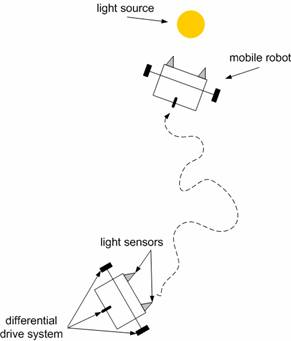 light source
mobile robot
light sensors
differential
drive system